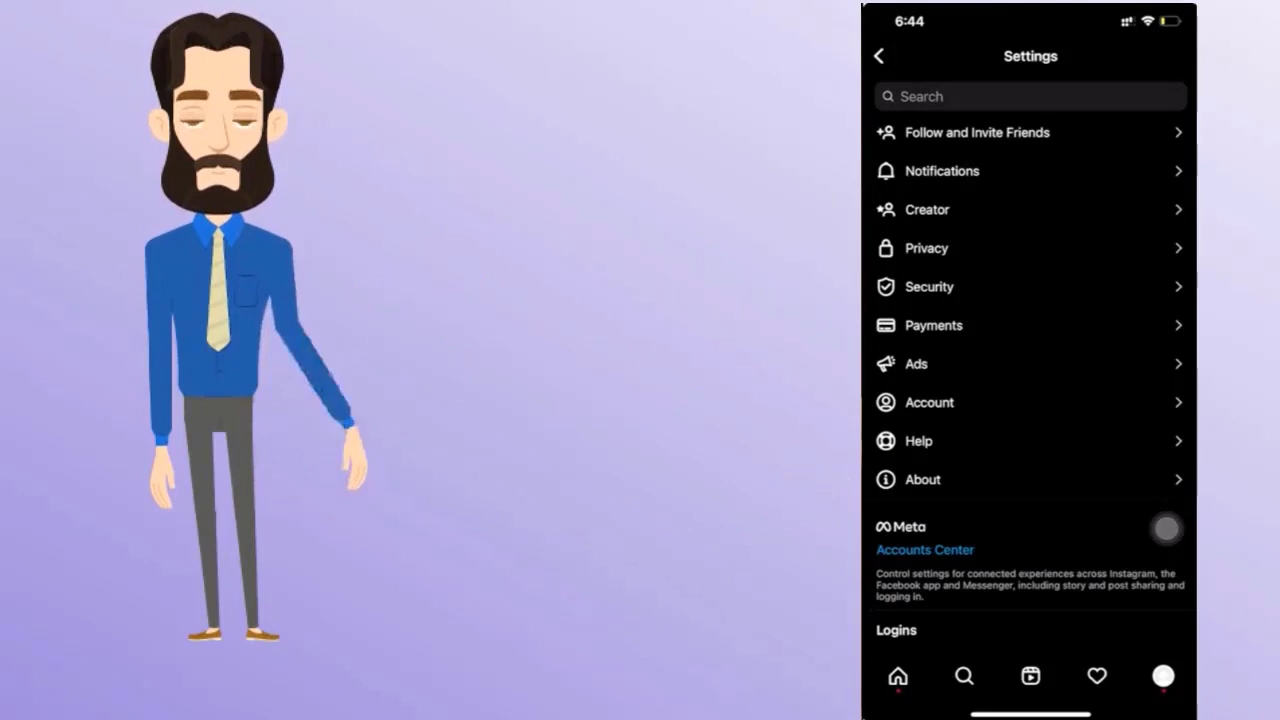 6:44
Settings
Search
Follow and Invite Friends
Notifications
Creator
Privacy
Security
Payments
Ads
Account
Help
About
Meta
Accounts Center
Control settings for connected experiences across Instagram, the
Facebook app and Messenger, including story and post sharing and
logging in.
Logins